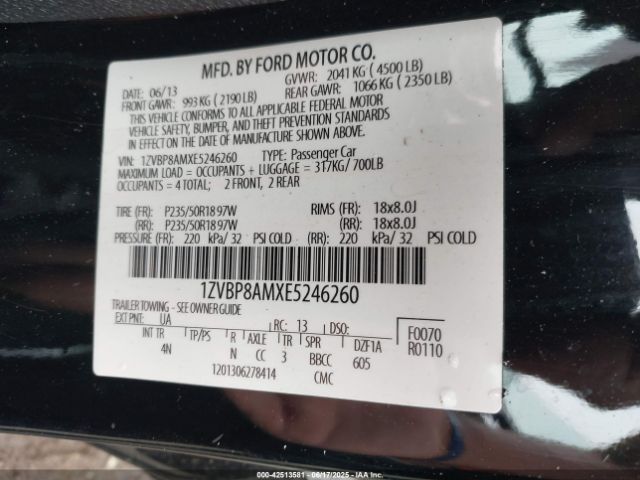 MFD. BY FORD MOTOR CO.
DATE: 06/13 GVWR: 2041 KG ( 4500 LB)
FRONT GAWR: 993 KG ( 2190 LB) REAR GAWR: 1066 KG ( 2350 LB)
THIS VEHICLE CONFORMS TO ALL APPLICABLE FEDERAL MOTOR
VEHICLE SAFETY, BUMPER, AND THEFT PREVENTION STANDARDS
IN EFFECT ON THE DATE OF MANUFACTURE SHOWN ABOVE.
VIN: 1ZVBP8AMXE5246260 TYPE: Passenger Car
MAXIMUM LOAD = OCCUPANTS + LUGGAGE = 317KG/ 700LB
OCCUPANTS = 4 TOTAL; 2 FRONT, 2 REAR
TIRE (FR): P235/50R18 97W RIMS (FR): 18x8.0J
(RR): P235/50R18 97W (RR): 18x8.0J
PRESSURE (FR): 220 kPa/ 32 PSI COLD (RR): 220 kPa/ 32 PSI COLD
1ZVBP8AMXE5246260
TRAILER TOWING - SEE OWNER GUIDE
EXT PNT: UA RC: 13 DSO: F0070
INT TR TP/PS R AXLE TR SPR DZF1A R0110
4N N CC 3 BBCC 605
1201306278414 CMC
© 00-42513581 - 06/17/2025 - IAAI.COM